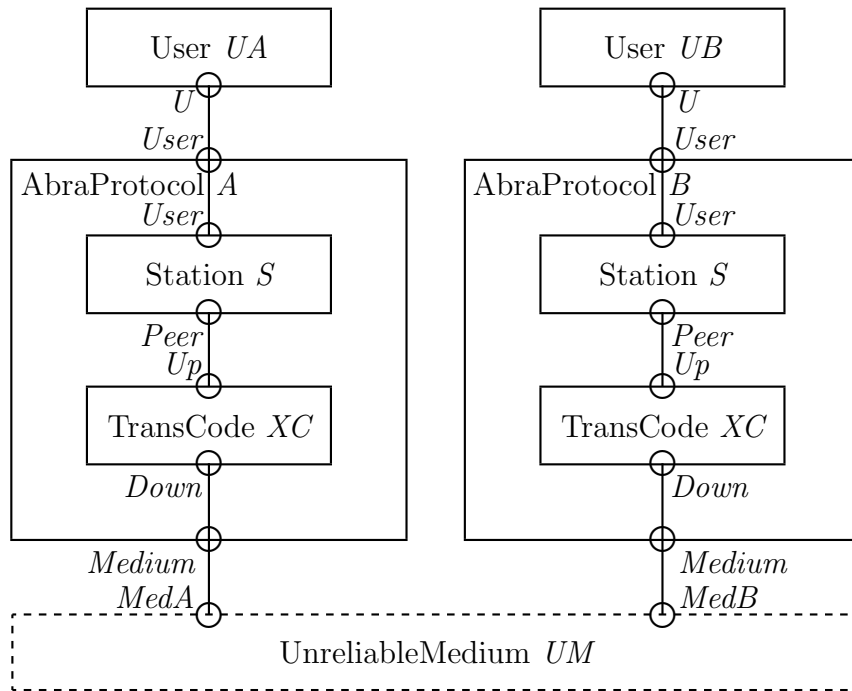 User UA User UB
U U
User User
AbraProtocol A AbraProtocol B
User User
Station S Station S
Peer Peer
Up Up
TransCode XC TransCode XC
Down Down
Medium Medium
MedA MedB
UnreliableMedium UM